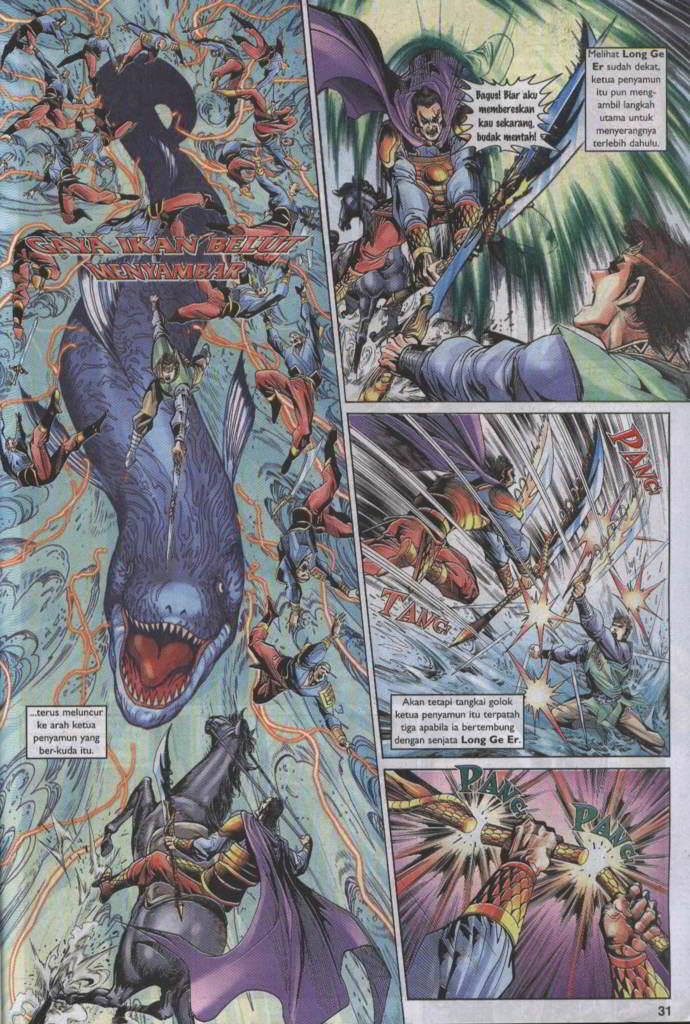 GAYA IKAN BELUT
MENYAMBAR
...terus meluncur
ke arah ketua
penyamun yang
ber-kuda itu.
Bagus! Biar aku
membereskan
kau sekarang,
budak mentah!
Melihat Long Ge
Er sudah dekat,
ketua penyamun
itu pun meng-
ambil langkah
utama untuk
menyerangnya
terlebih dahulu.
PANG!
TANG!
Akan tetapi tangkai golok
ketua penyamun itu terpatah
tiga apabila ia bertembung
dengan senjata Long Ge Er.
PANG!
PANG!
31